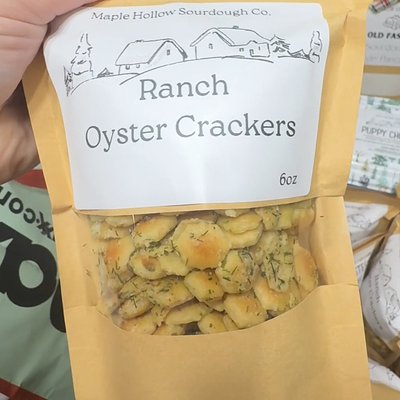 Maple Hollow Sourdough Co.
Ranch
Oyster Crackers
6oz
OLD FAS
PUPPY CH